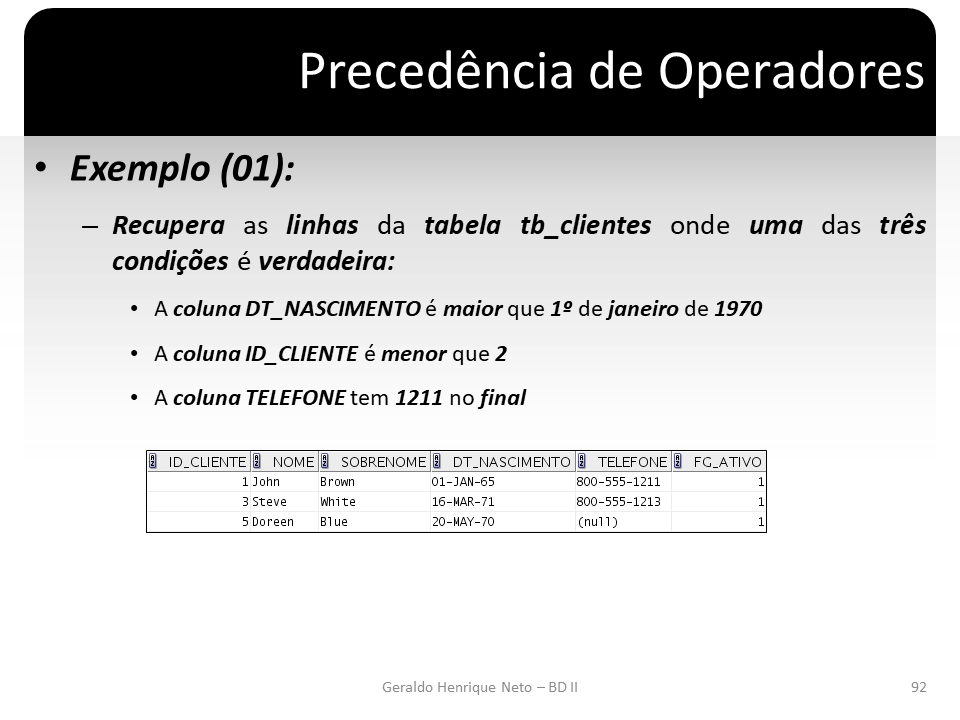 Precedência de Operadores
• Exemplo (01):
– Recupera as linhas da tabela tb_clientes onde uma das três
condições é verdadeira:
• A coluna DT_NASCIMENTO é maior que 1º de janeiro de 1970
• A coluna ID_CLIENTE é menor que 2
• A coluna TELEFONE tem 1211 no final
ID_CLIENTE NOME SOBRENOME DT_NASCIMENTO TELEFONE FG_ATIVO
1 John Brown 01-JAN-65 800-555-1211 1
3 Steve White 16-MAR-71 800-555-1213 1
5 Doreen Blue 20-MAY-70 (null) 1
Geraldo Henrique Neto – BD II 92